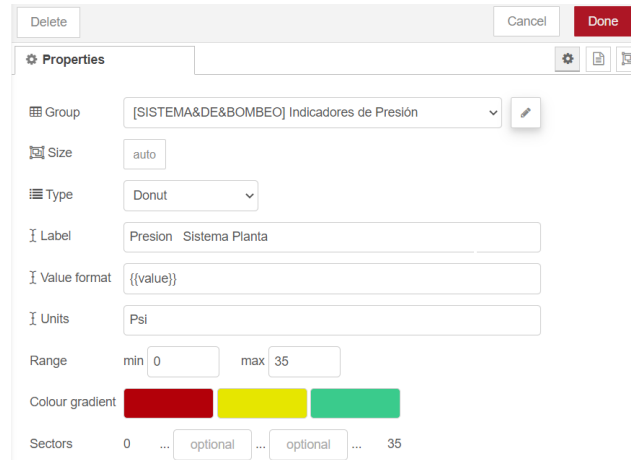 Delete Cancel Done
Properties
Group [SISTEMA&DE&BOMBEO] Indicadores de Presión
Size auto
Type Donut
Label Presion Sistema Planta
Value format {{value}}
Units Psi
Range min 0 max 35
Colour gradient
Sectors 0 ... optional ... optional ... 35